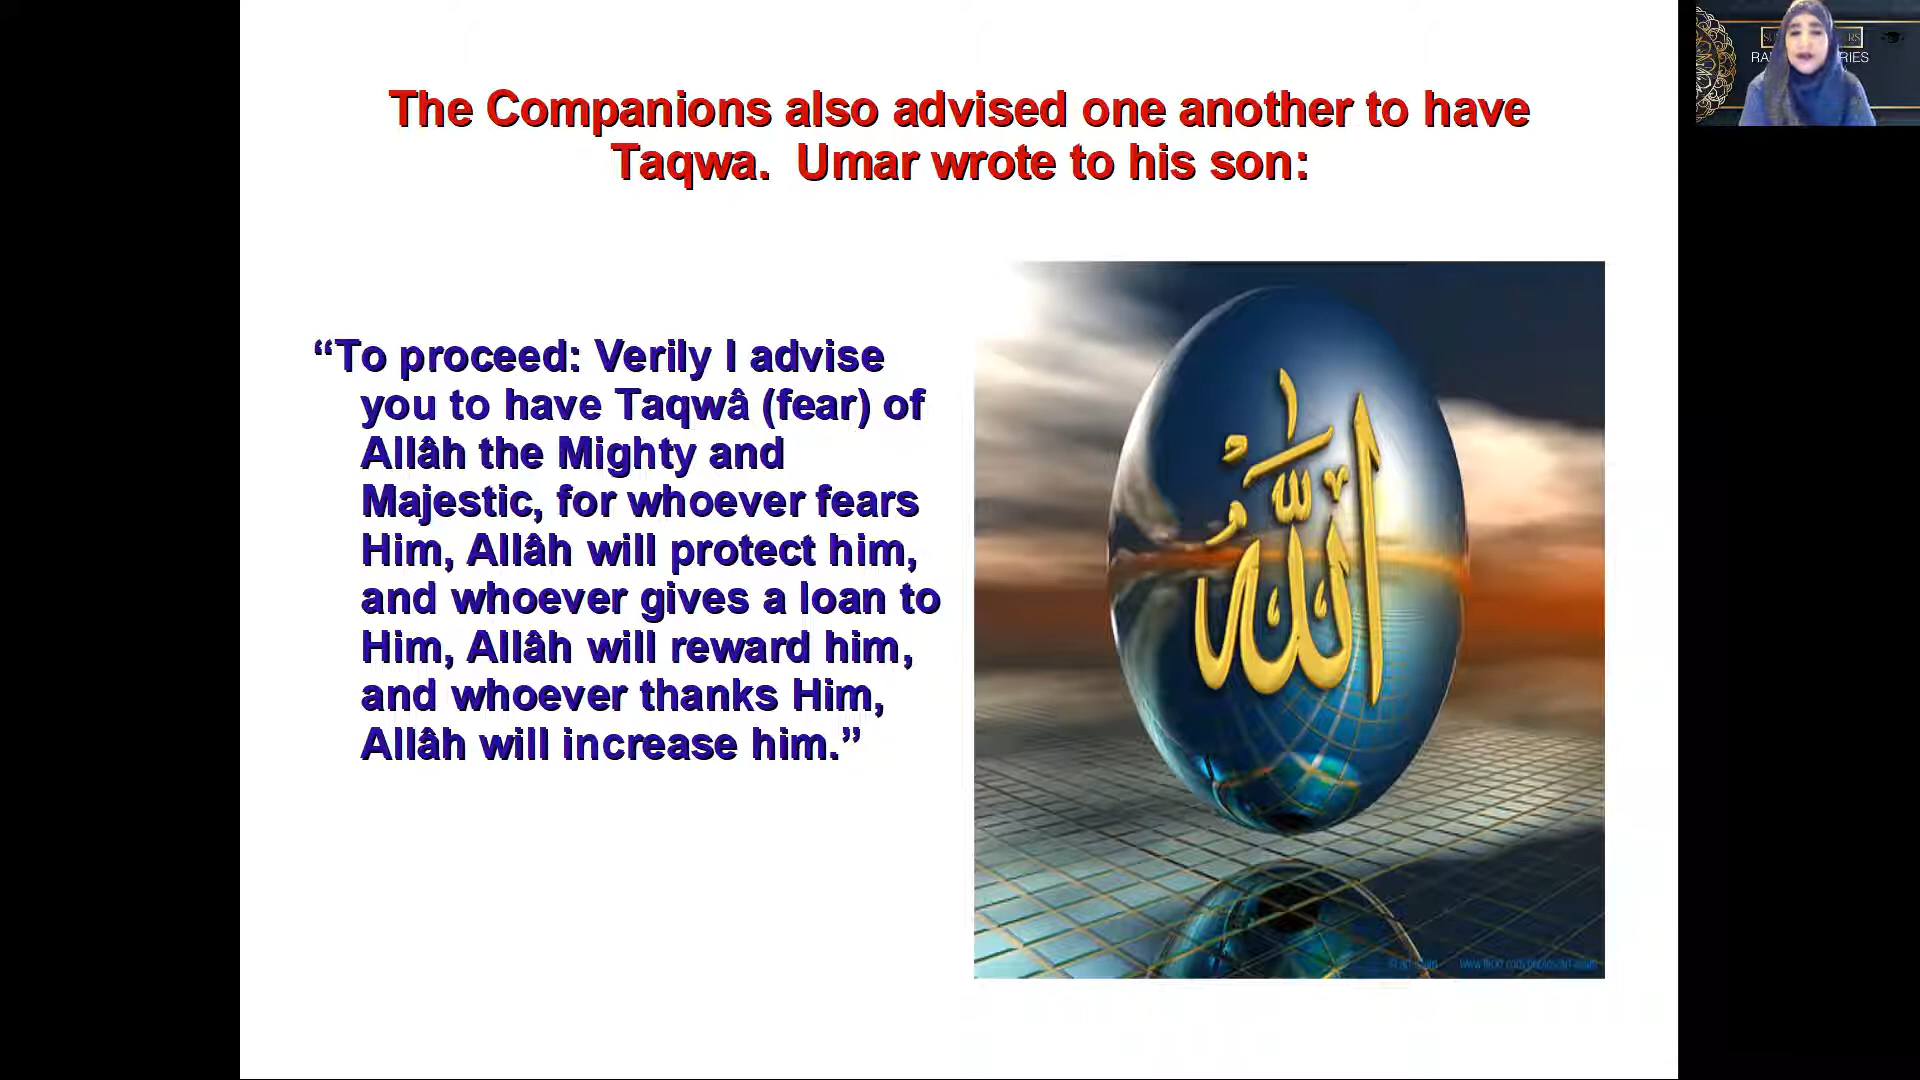 The Companions also advised one another to have
Taqwa.  Umar wrote to his son:
“To proceed: Verily I advise
you to have Taqwâ (fear) of
Allâh the Mighty and
Majestic, for whoever fears
Him, Allâh will protect him,
and whoever gives a loan to
Him, Allâh will reward him,
and whoever thanks Him,
Allâh will increase him.”
الله